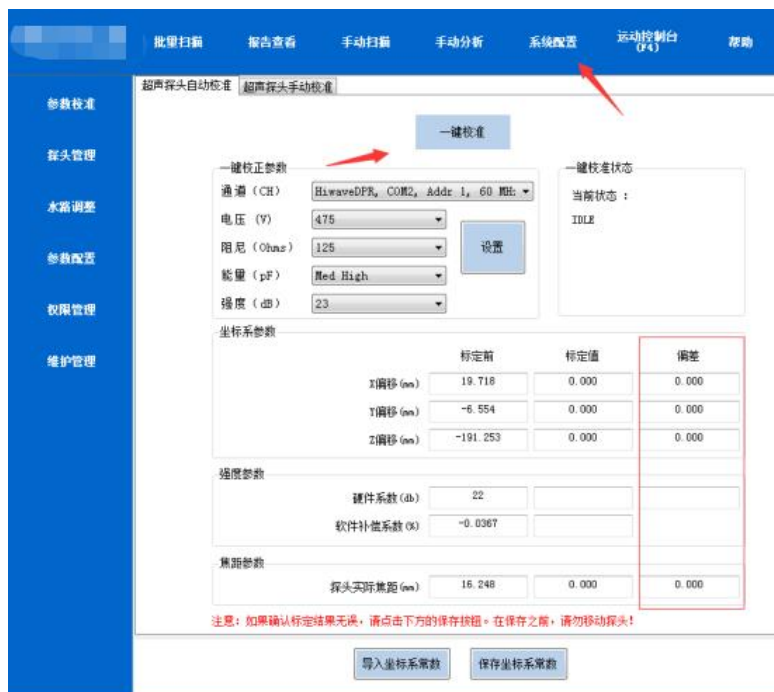 批里扫瞄 报告查看 手动扫瞄 手动分析 系统配置 运动控制台 帮助
(F4)
超声探头自动校准 超声探头手动校准
参数校准
探头管理
水路调整
参数配置
权限管理
维护管理
一键校准
一键校正参数
通道 (CH) HiwaveDPR, COM2, Addr 1, 60 MH:
电压 (V) 475
阻尼 (Ohms) 125
设置
能量 (pF) Med High
强度 (dB) 23
一键校准状态
当前状态 :
IDLE
坐标系参数
标定前 标定值 偏差
X偏移(mm) 19.718 0.000 0.000
Y偏移(mm) -6.554 0.000 0.000
Z偏移(mm) -191.253 0.000 0.000
强度参数
硬件系数(db) 22
软件补偿系数(%) -0.0367
焦距参数
探头实际焦距(mm) 16.248 0.000 0.000
注意: 如果确认标定结果无误, 请点击下方的保存按钮。在保存之前, 请勿移动探头!
导入坐标系常数 保存坐标系常数